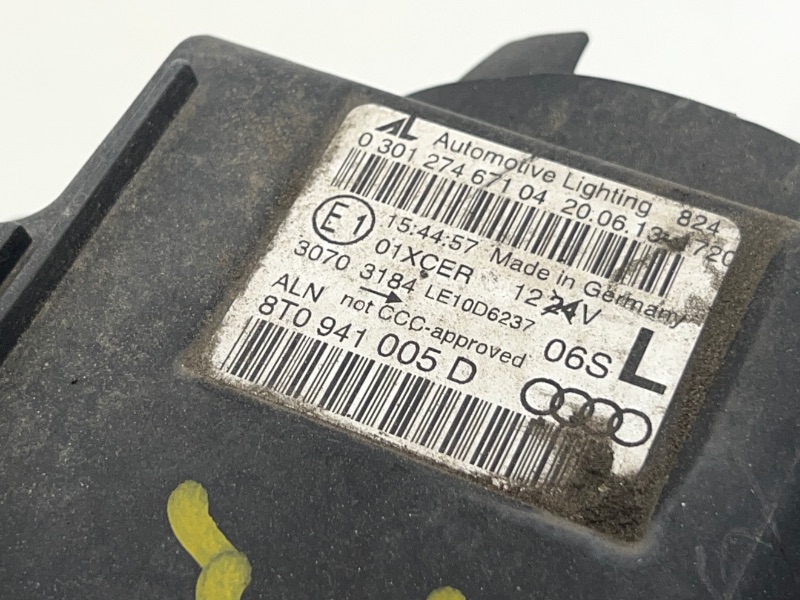 AL Automotive Lighting 824
0 301 274 671 04 20.06.13 1720
E1 15:44:57 Made in Germany
01XCER 12 24V
3070 3184 → LE10D6237
ALN not CCC-approved 06S L
8T0 941 005 D